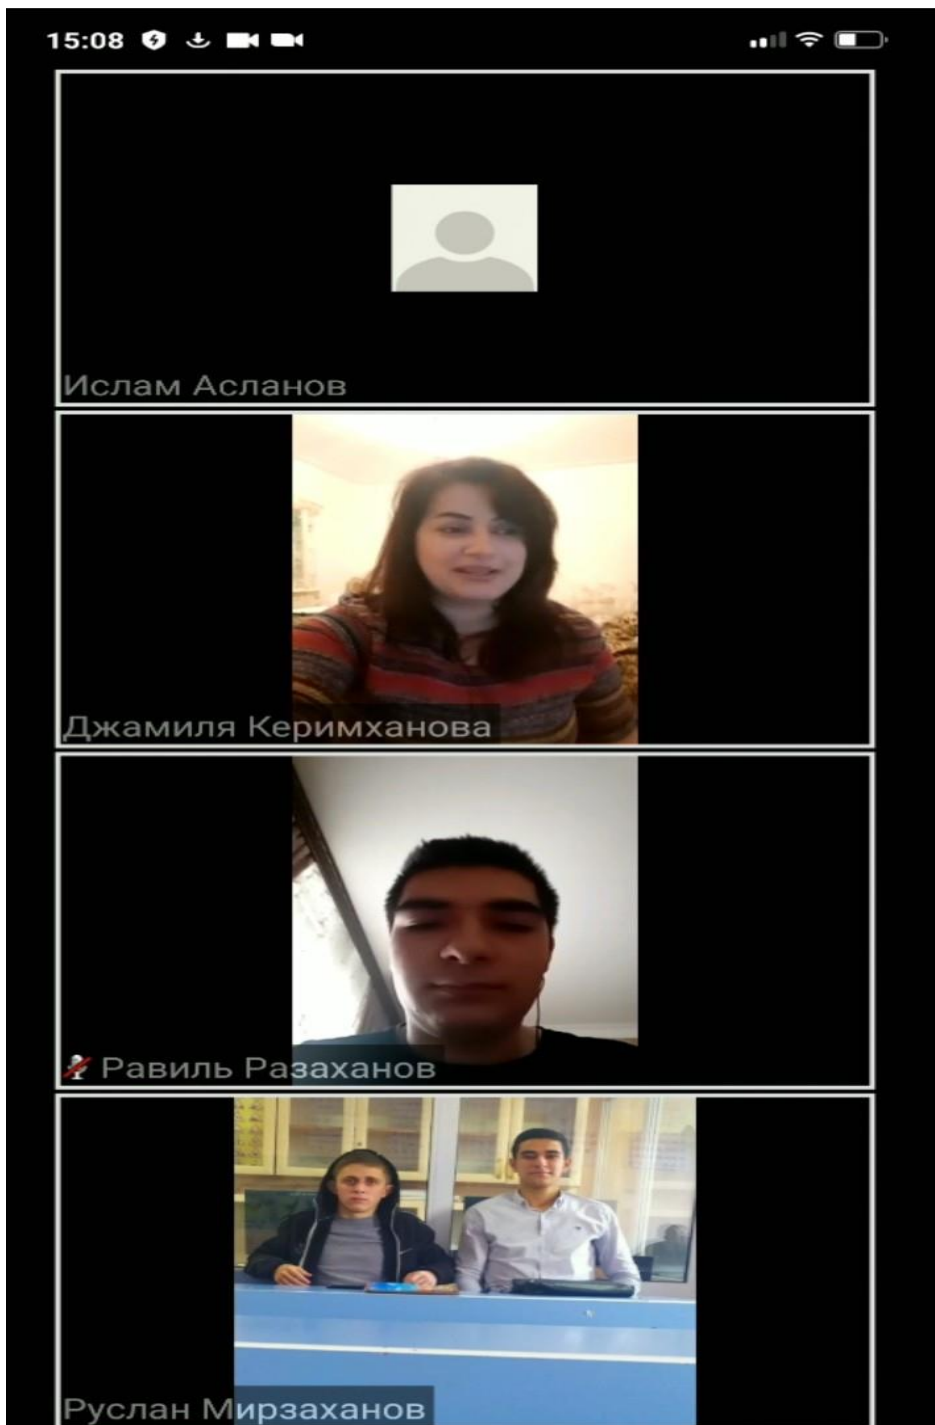 15:08
Ислам Асланов
Джамиля Керимханова
Равиль Разаханов
Руслан Мирзаханов